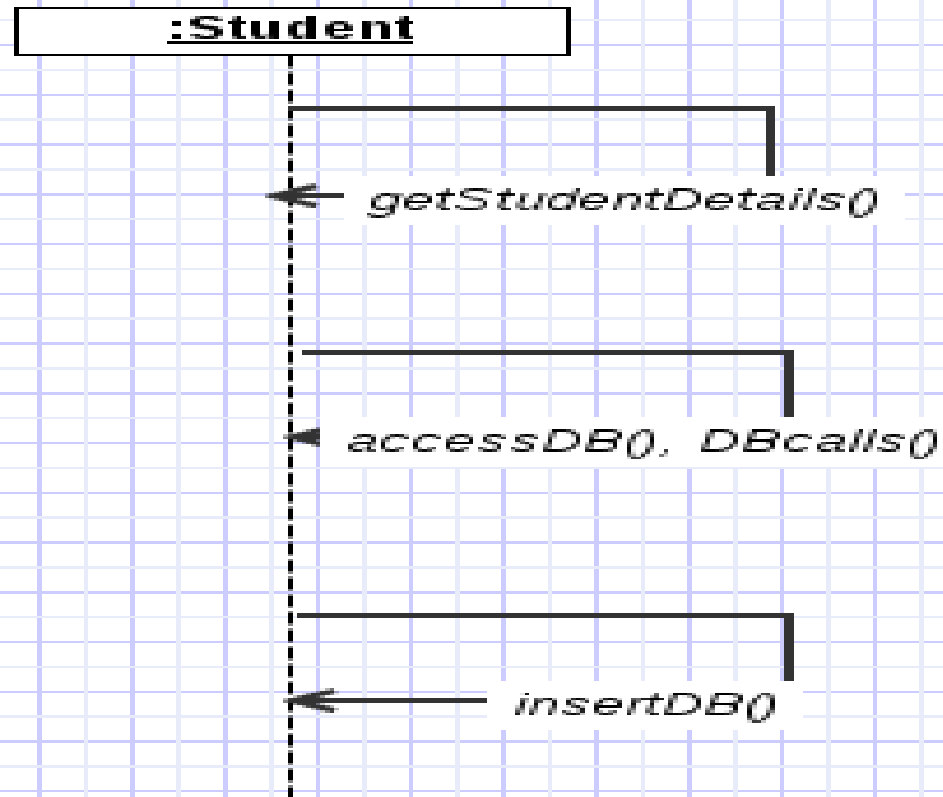 :Student
getStudentDetails()
accessDB(), DBcalls()
insertDB()